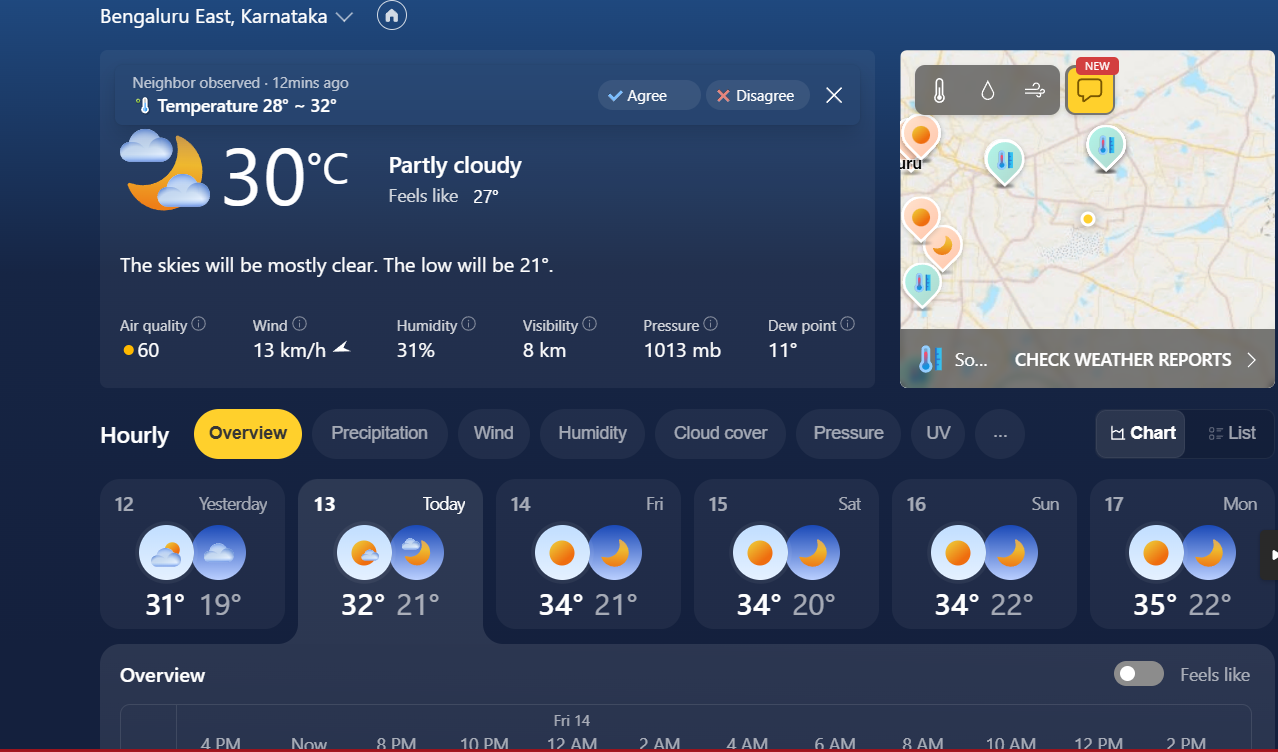 Bengaluru East, Karnataka
Neighbor observed · 12mins ago
Temperature 28° ~ 32°
Agree
Disagree
30°C
Partly cloudy
Feels like 27°
The skies will be mostly clear. The low will be 21°.
Air quality Wind Humidity Visibility Pressure Dew point
60 13 km/h 31% 8 km 1013 mb 11°
NEW
uru
So... CHECK WEATHER REPORTS
Hourly Overview Precipitation Wind Humidity Cloud cover Pressure UV ... Chart List
12 Yesterday 13 Today 14 Fri 15 Sat 16 Sun 17 Mon
31° 19° 32° 21° 34° 21° 34° 20° 34° 22° 35° 22°
Overview Feels like
Fri 14
4 PM Now 8 PM 10 PM 12 AM 2 AM 4 AM 6 AM 8 AM 10 AM 12 PM 2 PM